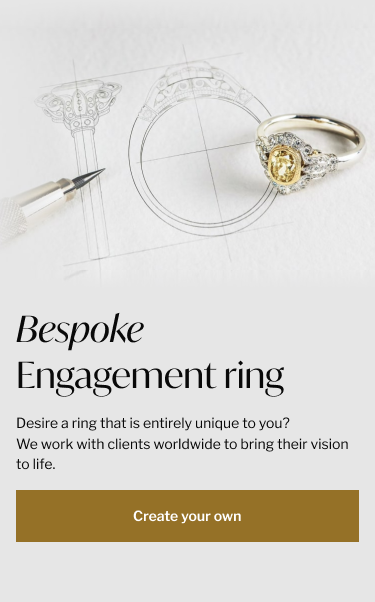 Bespoke
Engagement ring
Desire a ring that is entirely unique to you?
We work with clients worldwide to bring their vision
to life.
Create your own